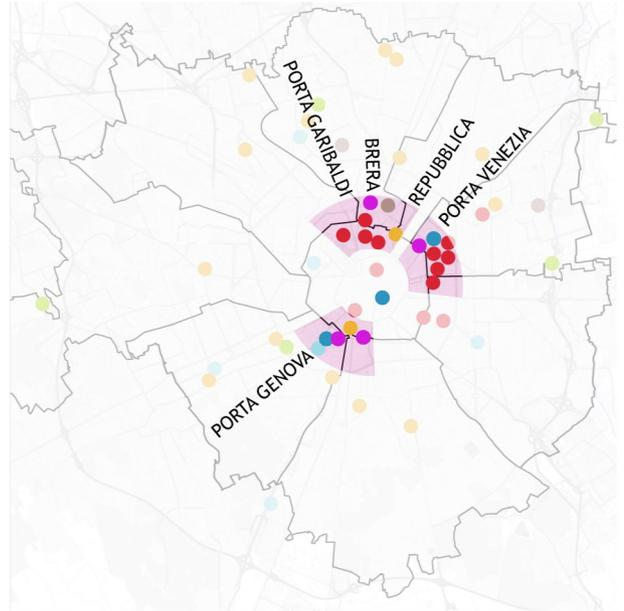 PORTA GARIBALDI
BRERA
REPUBBLICA
PORTA VENEZIA
PORTA GENOVA